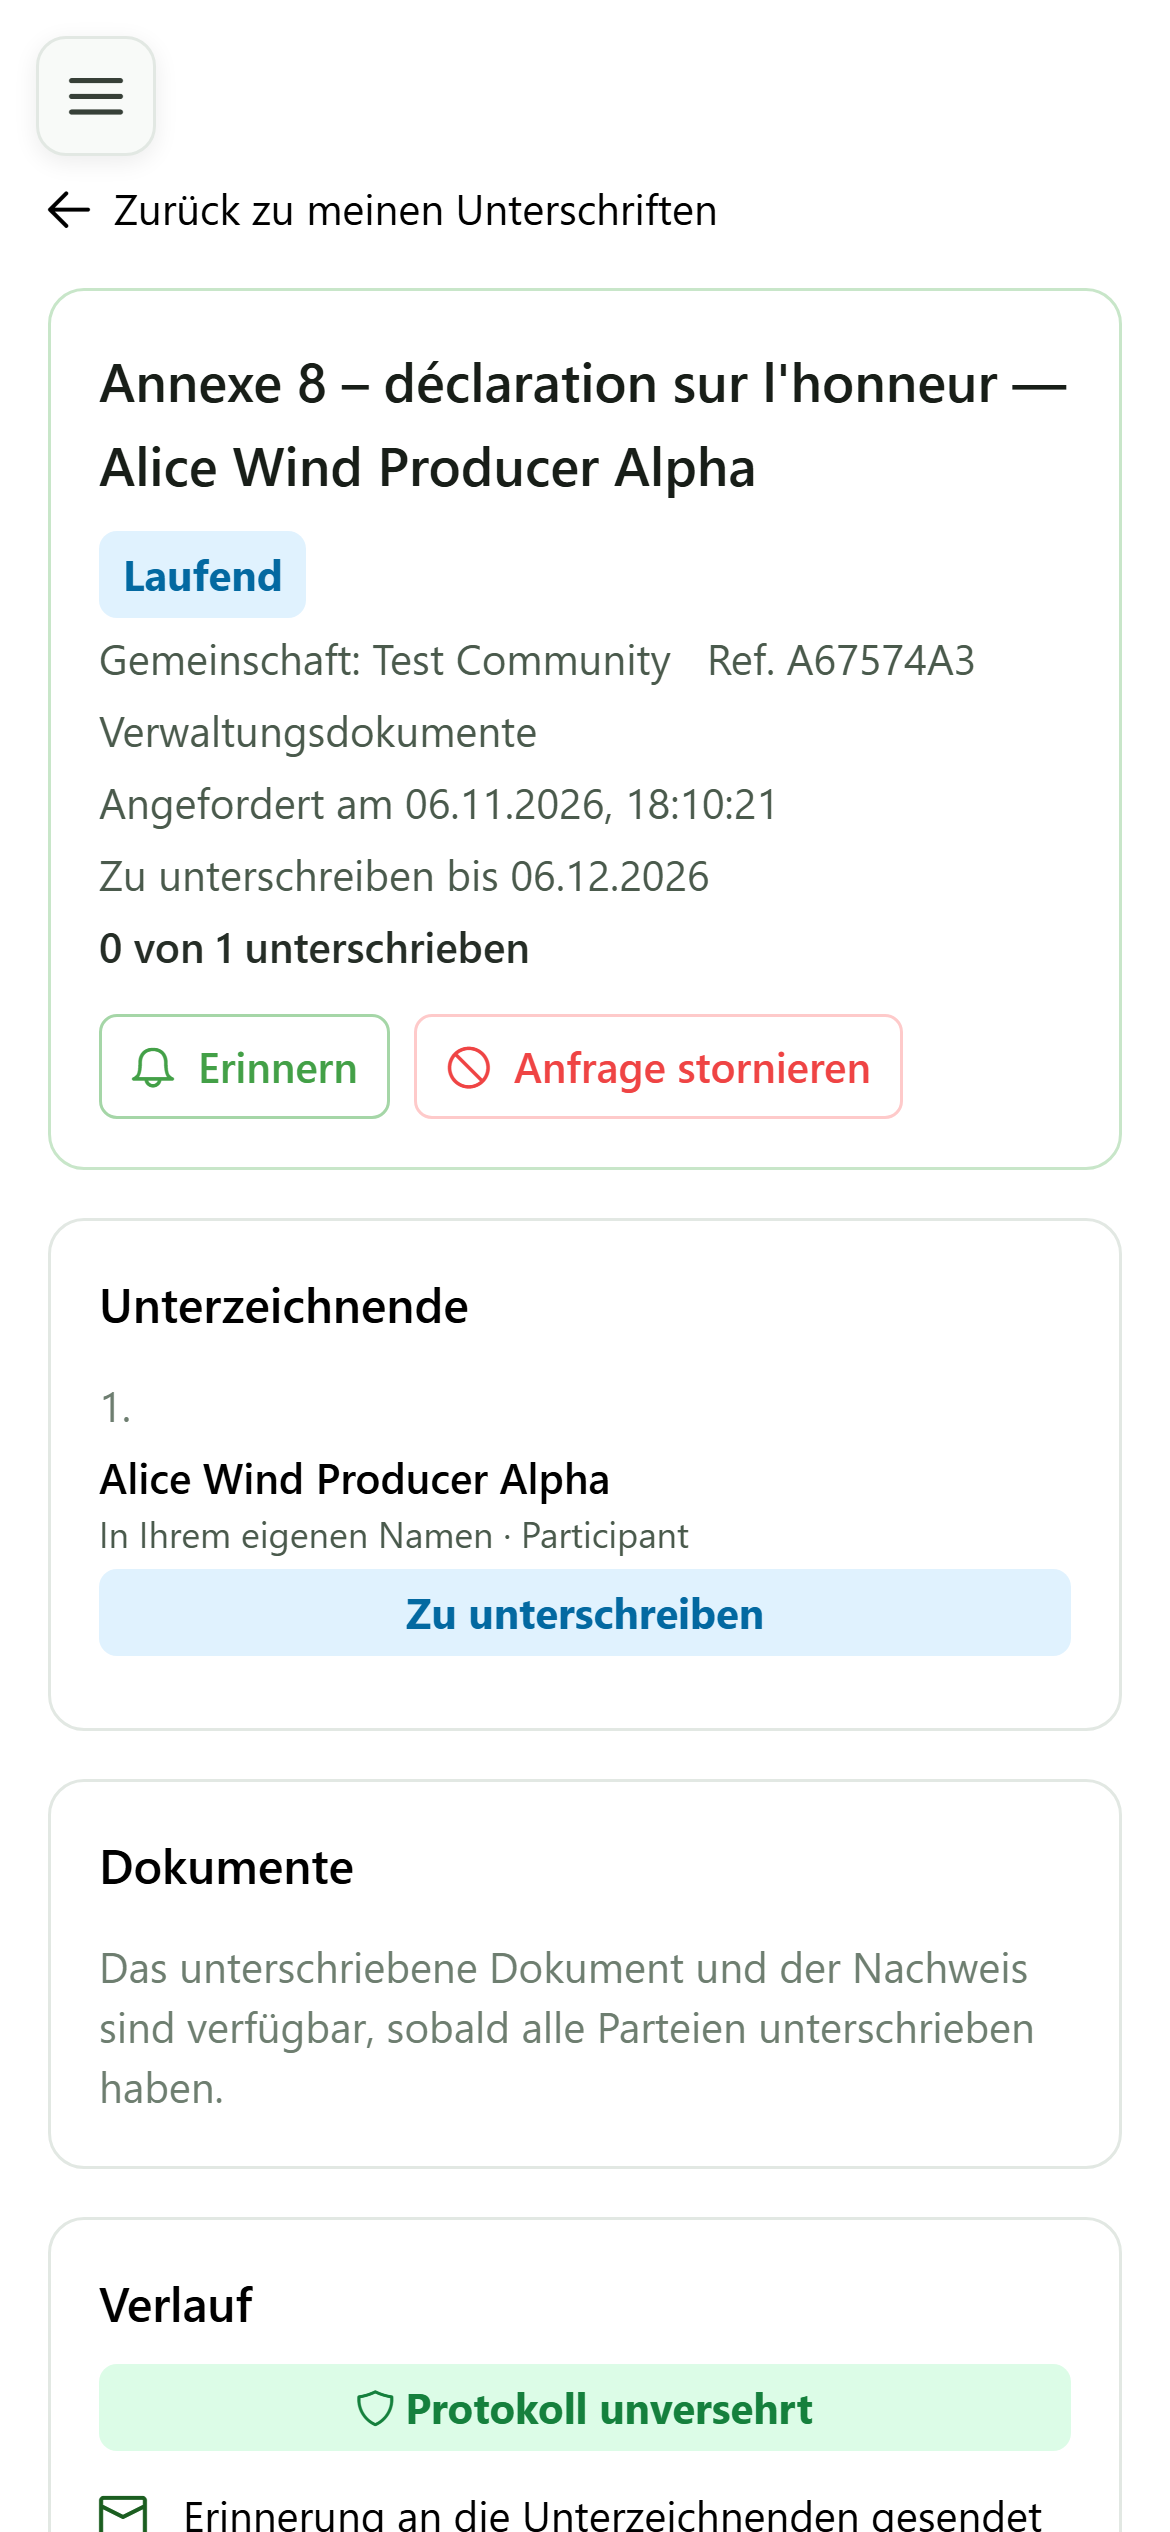 Zurück zu meinen Unterschriften
Annexe 8 – déclaration sur l'honneur —
Alice Wind Producer Alpha
Laufend
Gemeinschaft: Test Community Ref. A67574A3
Verwaltungsdokumente
Angefordert am 06.11.2026, 18:10:21
Zu unterschreiben bis 06.12.2026
0 von 1 unterschrieben
Erinnern Anfrage stornieren
Unterzeichnende
1.
Alice Wind Producer Alpha
In Ihrem eigenen Namen · Participant
Zu unterschreiben
Dokumente
Das unterschriebene Dokument und der Nachweis
sind verfügbar, sobald alle Parteien unterschrieben
haben.
Verlauf
Protokoll unversehrt
Erinnerung an die Unterzeichnenden gesendet